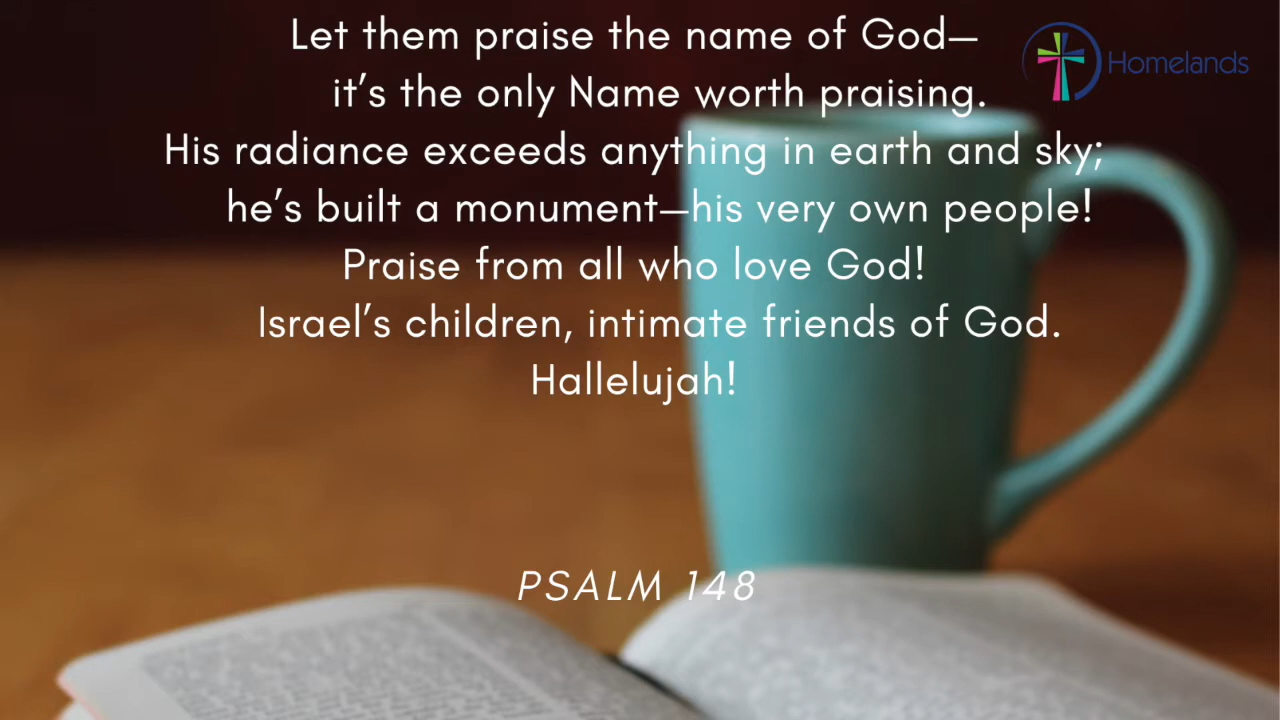 Let them praise the name of God—
it’s the only Name worth praising.
His radiance exceeds anything in earth and sky;
he’s built a monument—his very own people!
Praise from all who love God!
Israel’s children, intimate friends of God.
Hallelujah!
PSALM 148
Homelands